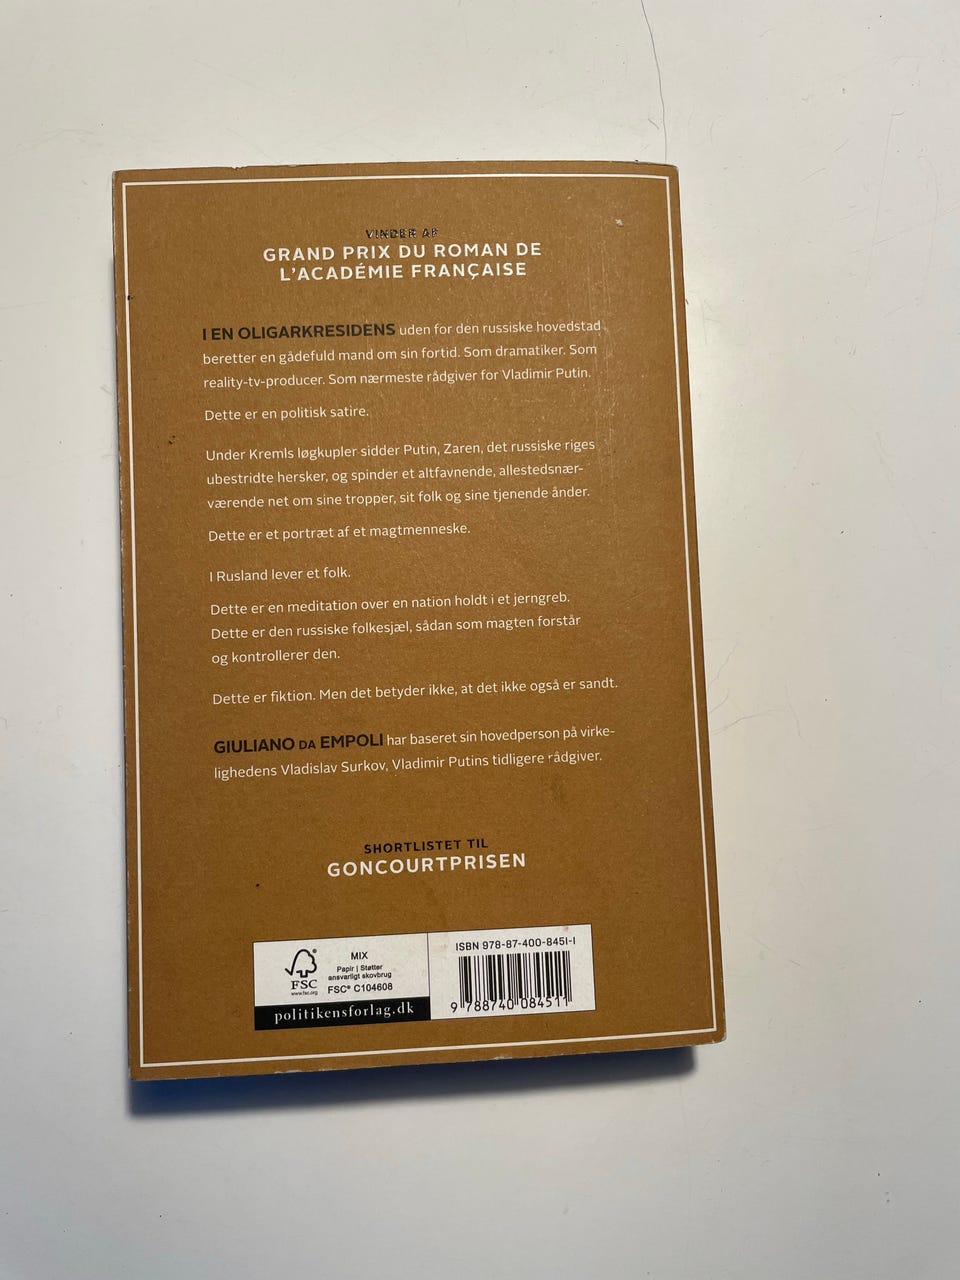 VINDER AF
GRAND PRIX DU ROMAN DE
L'ACADÉMIE FRANÇAISE
I EN OLIGARKRESIDENS uden for den russiske hovedstad
beretter en gådefuld mand om sin fortid. Som dramatiker. Som
reality-tv-producer. Som nærmeste rådgiver for Vladimir Putin.
Dette er en politisk satire.
Under Kremls løgkupler sidder Putin, Zaren, det russiske riges
ubestridte hersker, og spinder et altfavnende, allestedsnær-
værende net om sine tropper, sit folk og sine tjenende ånder.
Dette er et portræt af et magtmenneske.
I Rusland lever et folk.
Dette er en meditation over en nation holdt i et jerngreb.
Dette er den russiske folkesjæl, sådan som magten forstår
og kontrollerer den.
Dette er fiktion. Men det betyder ikke, at det ikke også er sandt.
GIULIANO DA EMPOLI har baseret sin hovedperson på virke-
lighedens Vladislav Surkov, Vladimir Putins tidligere rådgiver.
SHORTLISTET TIL
GONCOURTPRISEN
FSC
www.fsc.org
MIX
Papir | Støtter
ansvarligt skovbrug
FSC® C104608
politikensforlag.dk
ISBN 978-87-400-8451-1
9 788740 084511